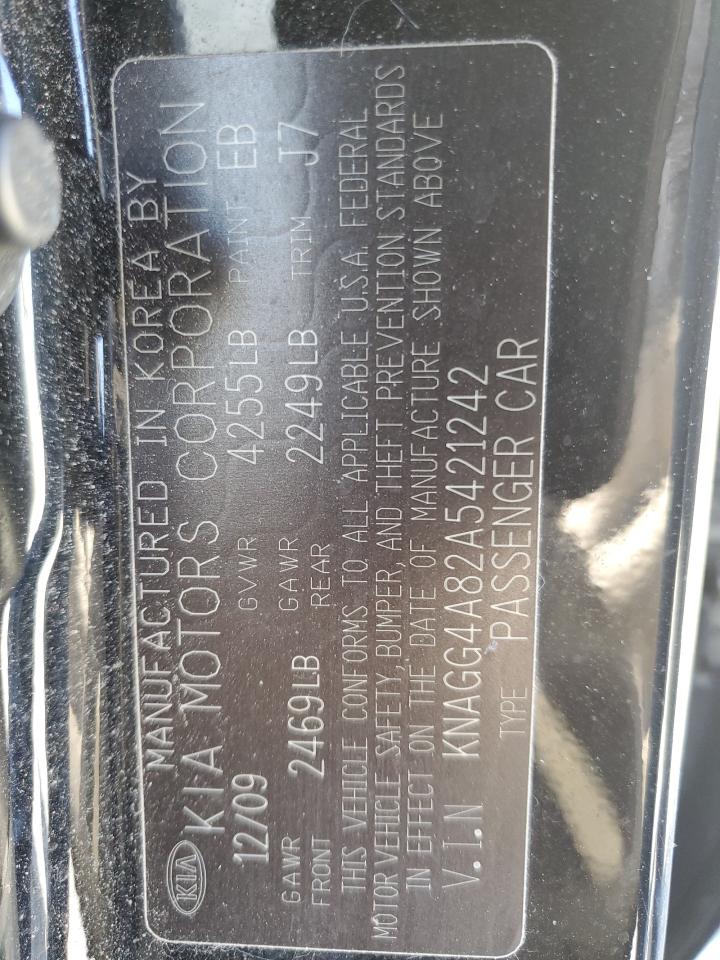 MANUFACTURED IN KOREA BY
KIA KIA MOTORS CORPORATION
12/09 GVWR 4255LB PAINT EB
GAWR FRONT 2469LB GAWR REAR 2249LB TRIM J7
THIS VEHICLE CONFORMS TO ALL APPLICABLE U.S.A. FEDERAL
MOTOR VEHICLE SAFETY, BUMPER, AND THEFT PREVENTION STANDARDS
IN EFFECT ON THE DATE OF MANUFACTURE SHOWN ABOVE
V.I.N KNAGG4A82A5421242
TYPE PASSENGER CAR